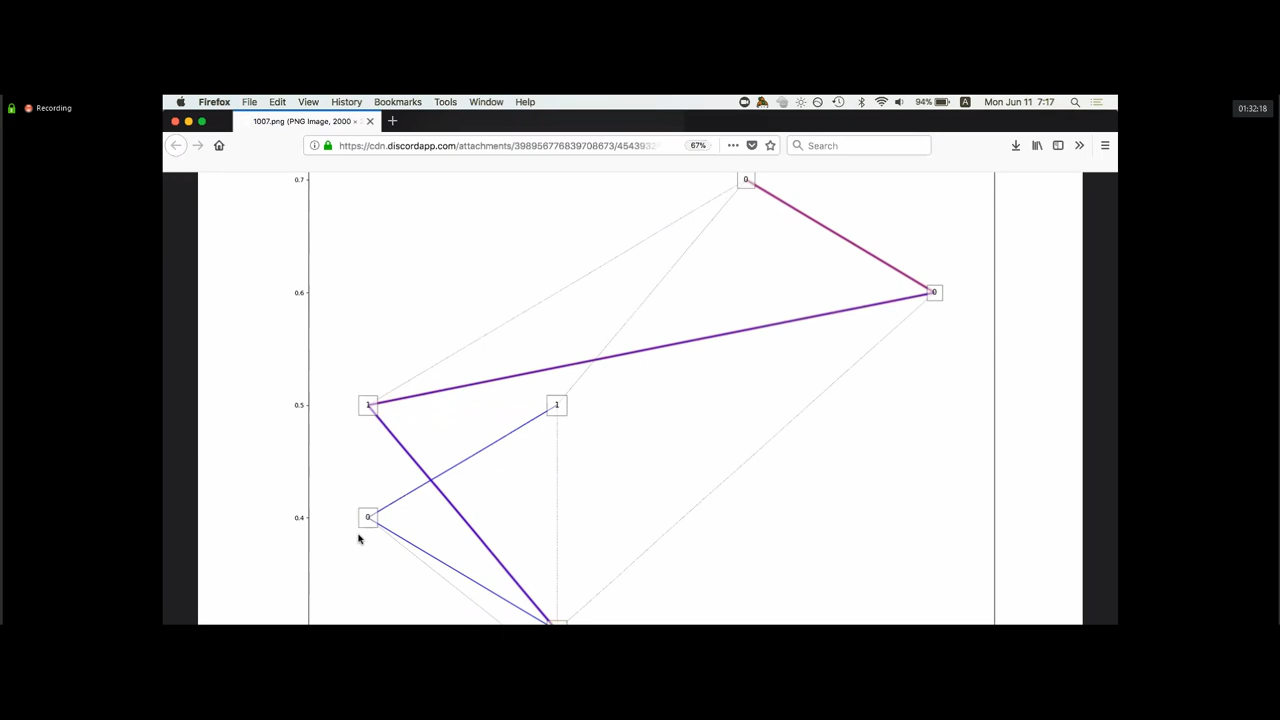 Firefox File Edit View History Bookmarks Tools Window Help 94% A Mon Jun 11 7:17
Recording
01:32:18
1007.png (PNG Image, 2000 ×
https://cdn.discordapp.com/attachments/398956776839708673/4543932 67% Search
0.7
0
0.6
0
0.5
1
1
0.4
0